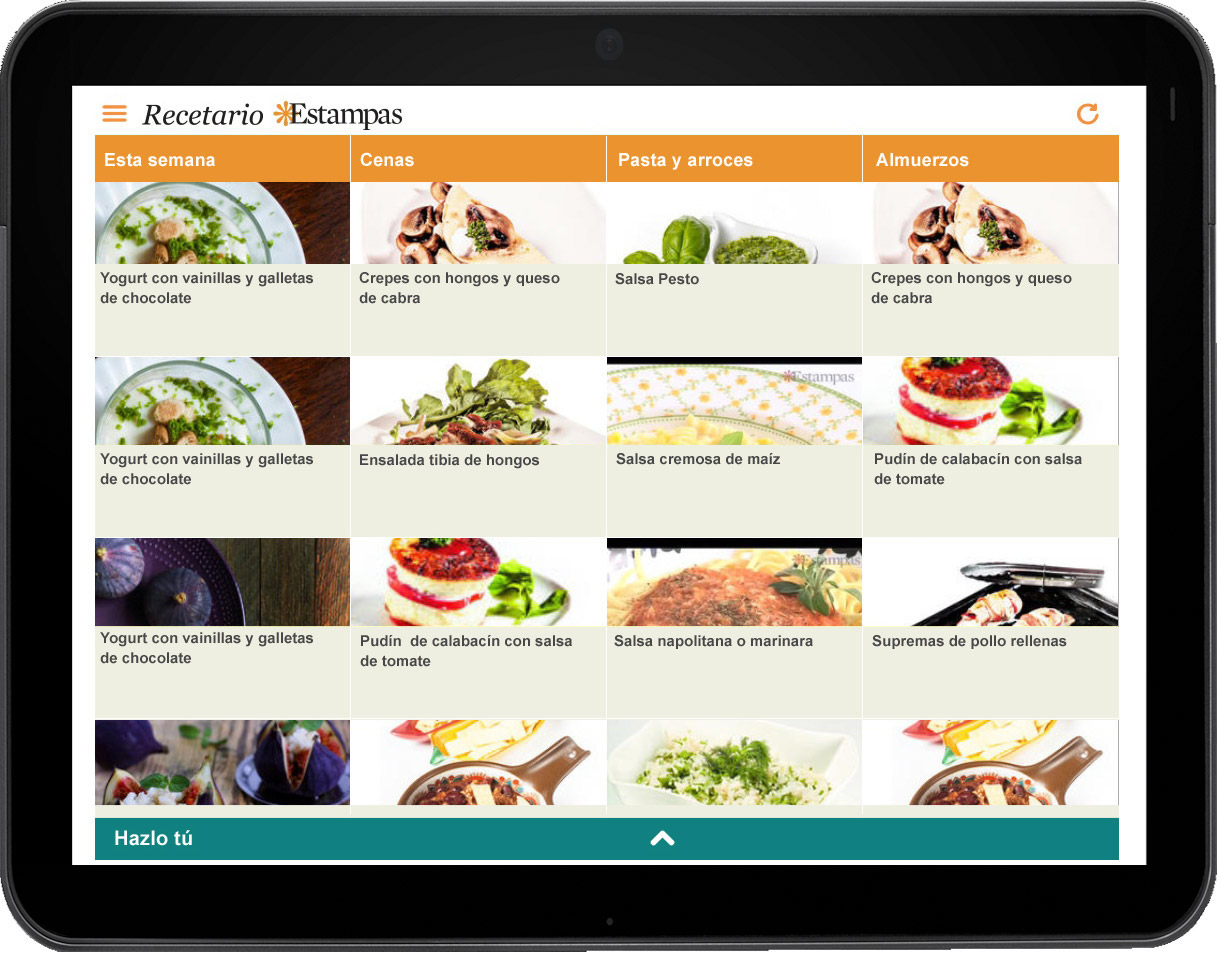 Recetario Estampas
Esta semana
Cenas
Pasta y arroces
Almuerzos
Yogurt con vainillas y galletas
de chocolate
Crepes con hongos y queso
de cabra
Salsa Pesto
Crepes con hongos y queso
de cabra
Estampas
Yogurt con vainillas y galletas
de chocolate
Ensalada tibia de hongos
Salsa cremosa de maíz
Pudín de calabacín con salsa
de tomate
Estampas
Yogurt con vainillas y galletas
de chocolate
Pudín de calabacín con salsa
de tomate
Salsa napolitana o marinara
Supremas de pollo rellenas
Hazlo tú